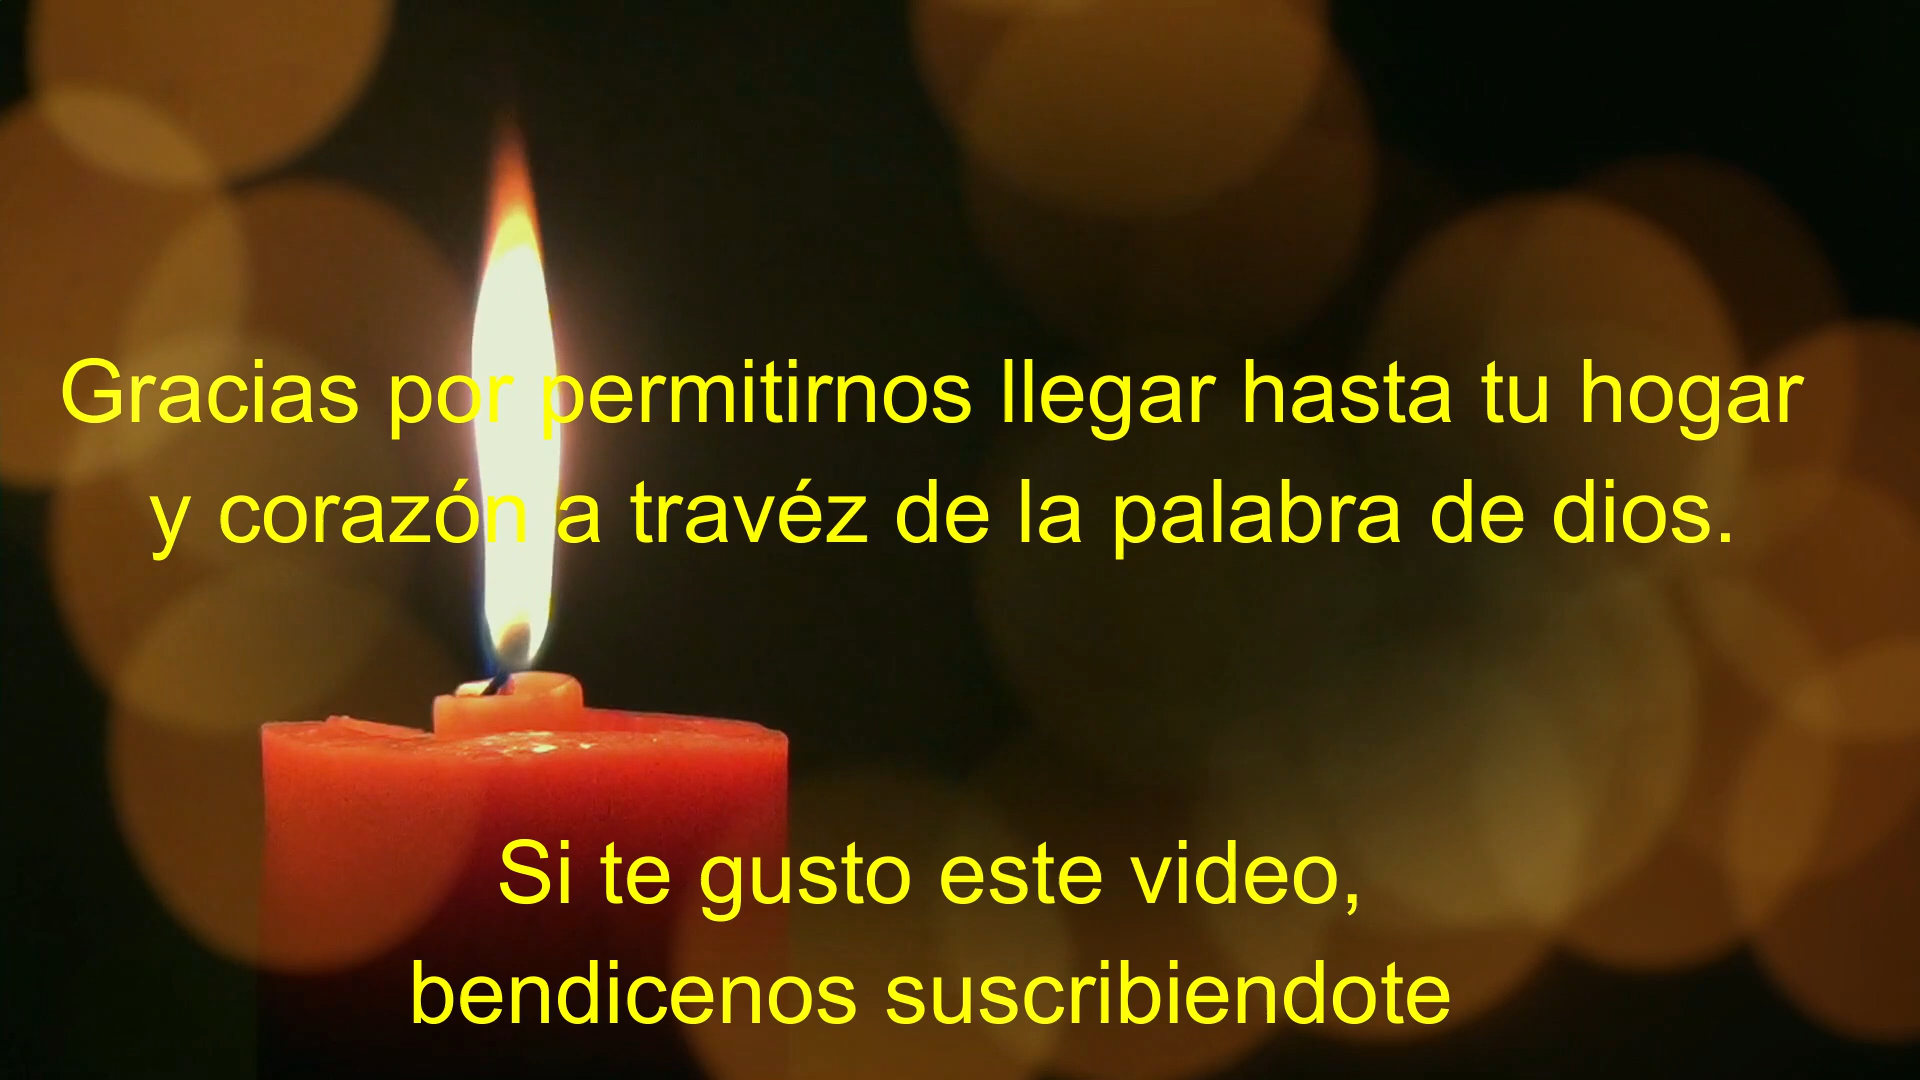 Gracias por permitirnos llegar hasta tu hogar
y corazón a travéz de la palabra de dios.
Si te gusto este video,
bendicenos suscribiendote